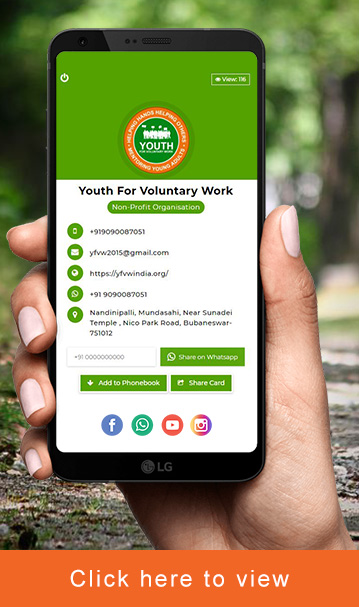 View: 116
HELPING HANDS HELPING OTHERS
YOUTH
FOR VOLUNTARY WORK
MENTORING YOUNG ADULTS
Youth For Voluntary Work
Non-Profit Organisation
+919090087051
yfvw2015@gmail.com
https://yfvwindia.org/
+91 9090087051
Nandinipalli, Mundasahi, Near Sunadei
Temple , Nico Park Road, Bubaneswar-
751012
+91 0000000000
Share on Whatsapp
Add to Phonebook
Share Card
LG
Click here to view